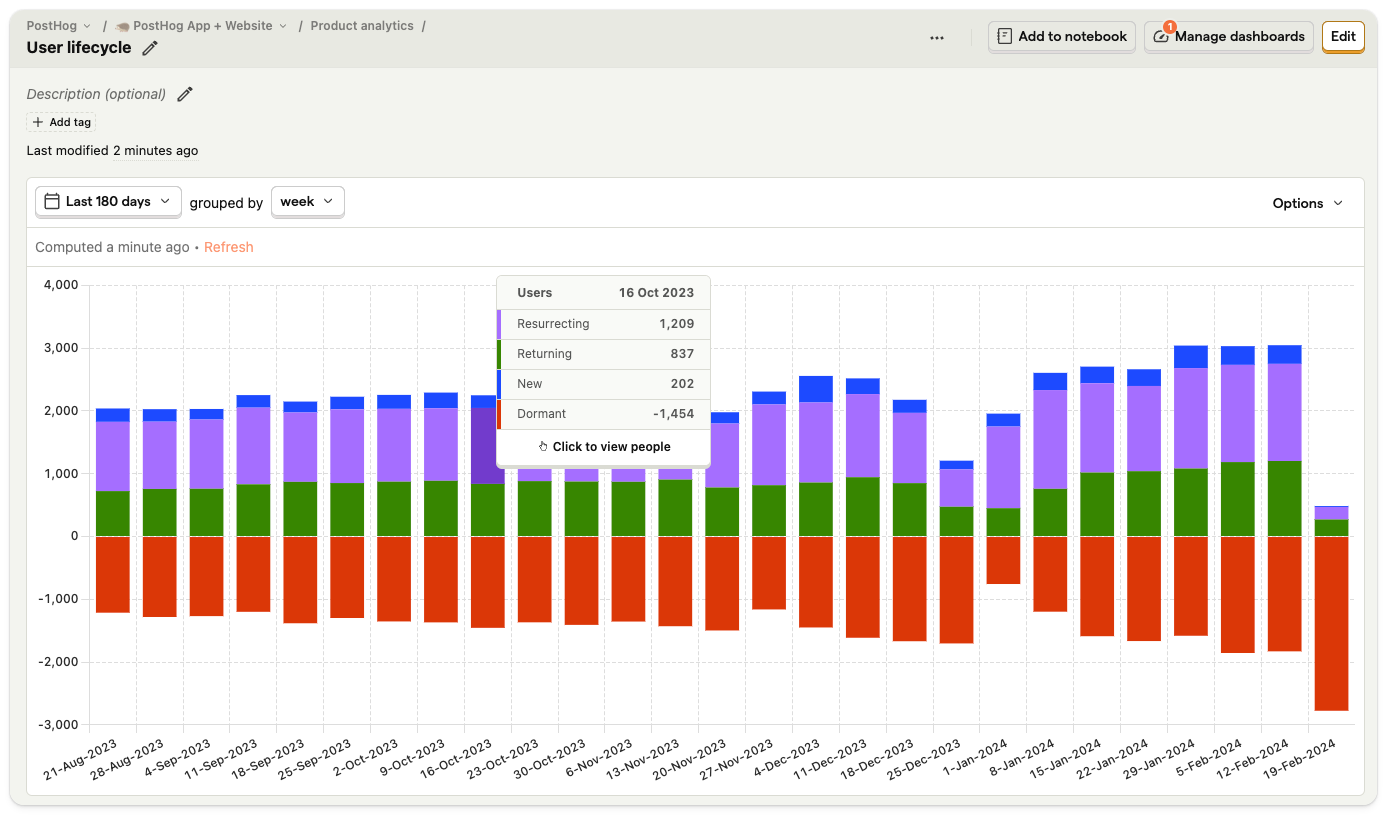 PostHog / PostHog App + Website / Product analytics /
User lifecycle
... Add to notebook 1 Manage dashboards Edit
Description (optional)
+ Add tag
Last modified 2 minutes ago
Last 180 days grouped by week Options
Computed a minute ago • Refresh
4,000
3,000
2,000
1,000
0
-1,000
-2,000
-3,000
Users 16 Oct 2023
Resurrecting 1,209
Returning 837
New 202
Dormant -1,454
Click to view people
21-Aug-2023 28-Aug-2023 4-Sep-2023 11-Sep-2023 18-Sep-2023 25-Sep-2023 2-Oct-2023 9-Oct-2023 16-Oct-2023 23-Oct-2023 30-Oct-2023 6-Nov-2023 13-Nov-2023 20-Nov-2023 27-Nov-2023 4-Dec-2023 11-Dec-2023 18-Dec-2023 25-Dec-2023 1-Jan-2024 8-Jan-2024 15-Jan-2024 22-Jan-2024 29-Jan-2024 5-Feb-2024 12-Feb-2024 19-Feb-2024